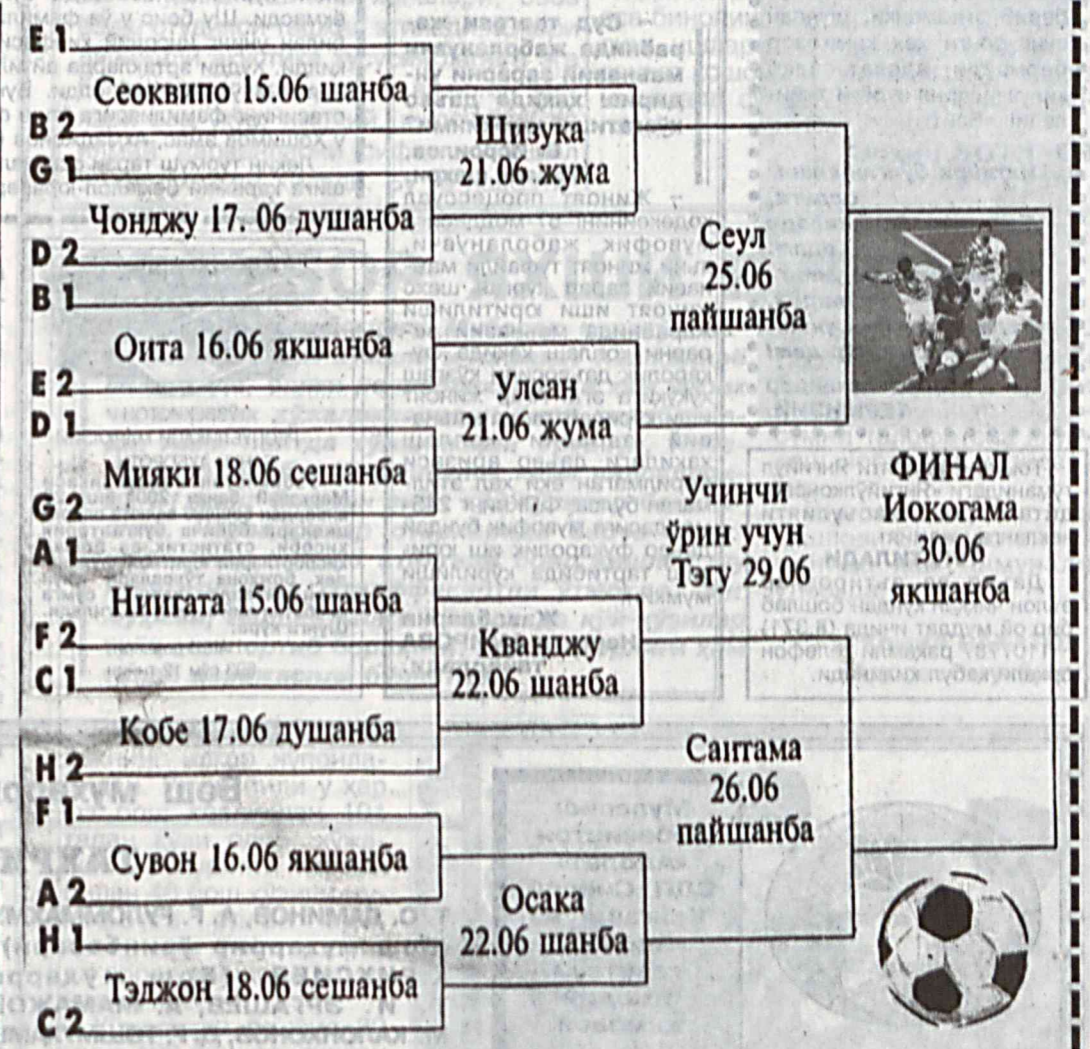 E 1
Сеоквипо 15.06 шанба
B 2
G 1
Чонджу 17. 06 душанба
D 2
B 1
Оита 16.06 якшанба
E 2
D 1
Мияки 18.06 сешанба
G 2
A 1
Ниигата 15.06 шанба
F 2
C 1
Кобе 17.06 душанба
H 2
F 1
Сувон 16.06 якшанба
A 2
H 1
Тэджон 18.06 сешанба
C 2
Шизука
21.06 жума
Улсан
21.06 жума
Кванджу
22.06 шанба
Осака
22.06 шанба
Сеул
25.06
пайшанба
Учинчи
ўрин учун
Тэгу 29.06
Саитама
26.06
пайшанба
ФИНАЛ
Иокогама
30.06
якшанба